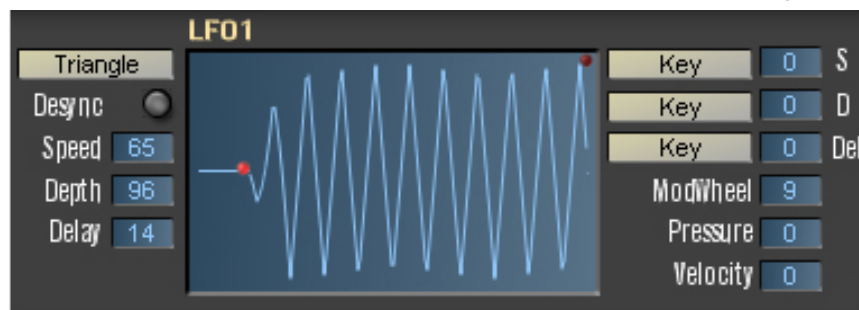 LFO1
Triangle
Desync
Speed 65
Depth 96
Delay 14
Key 0 S
Key 0 D
Key 0 Del
ModWheel 9
Pressure 0
Velocity 0